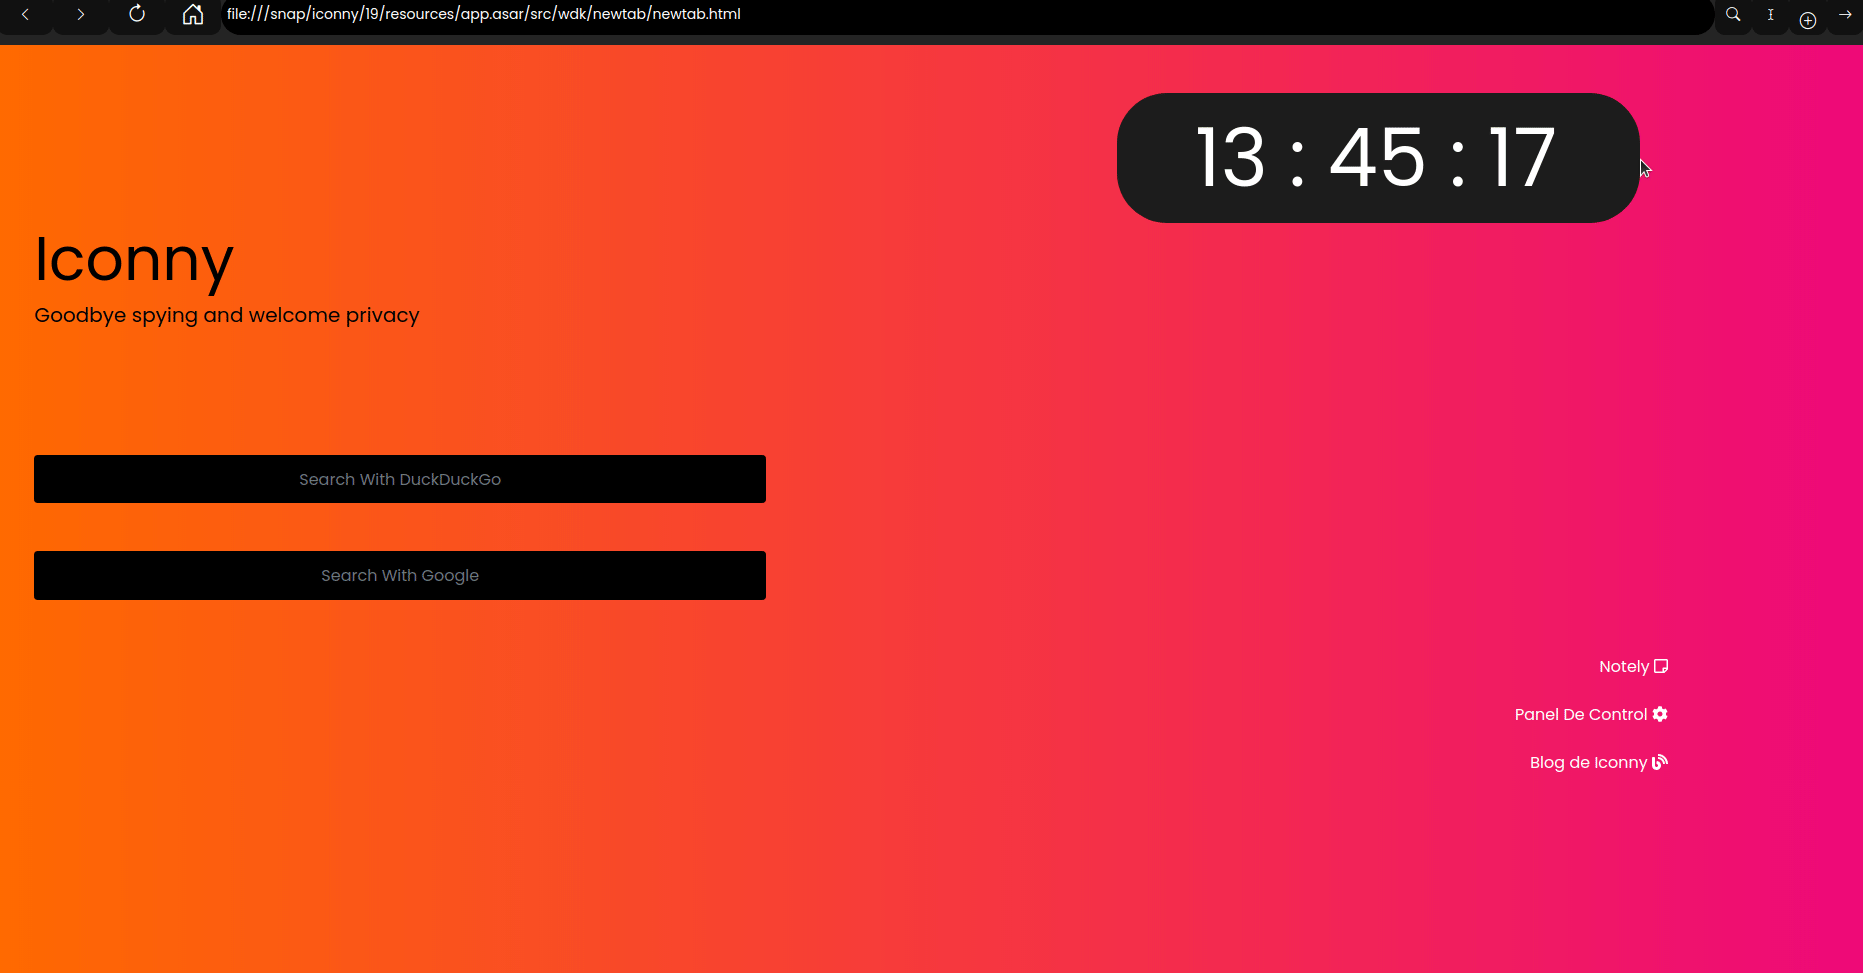 file:///snap/iconny/19/resources/app.asar/src/wdk/newtab/newtab.html
13 : 45 : 17
Iconny
Goodbye spying and welcome privacy
Search With DuckDuckGo
Search With Google
Notely
Panel De Control
Blog de Iconny